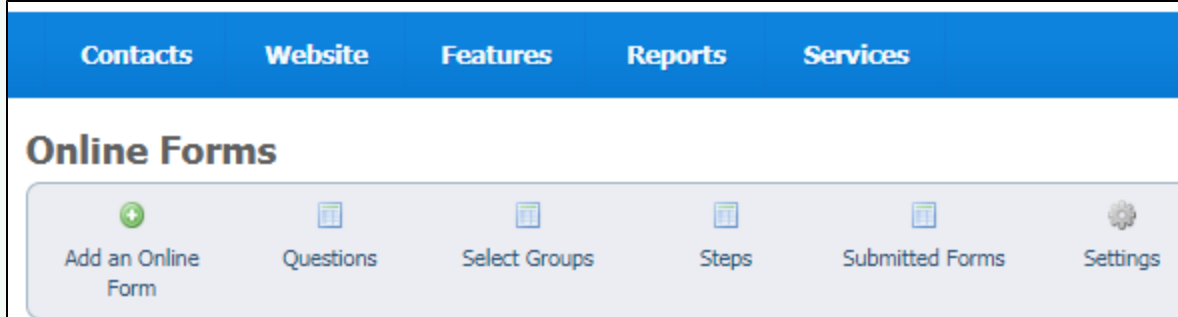 Contacts Website Features Reports Services
Online Forms
Add an Online Form Questions Select Groups Steps Submitted Forms Settings